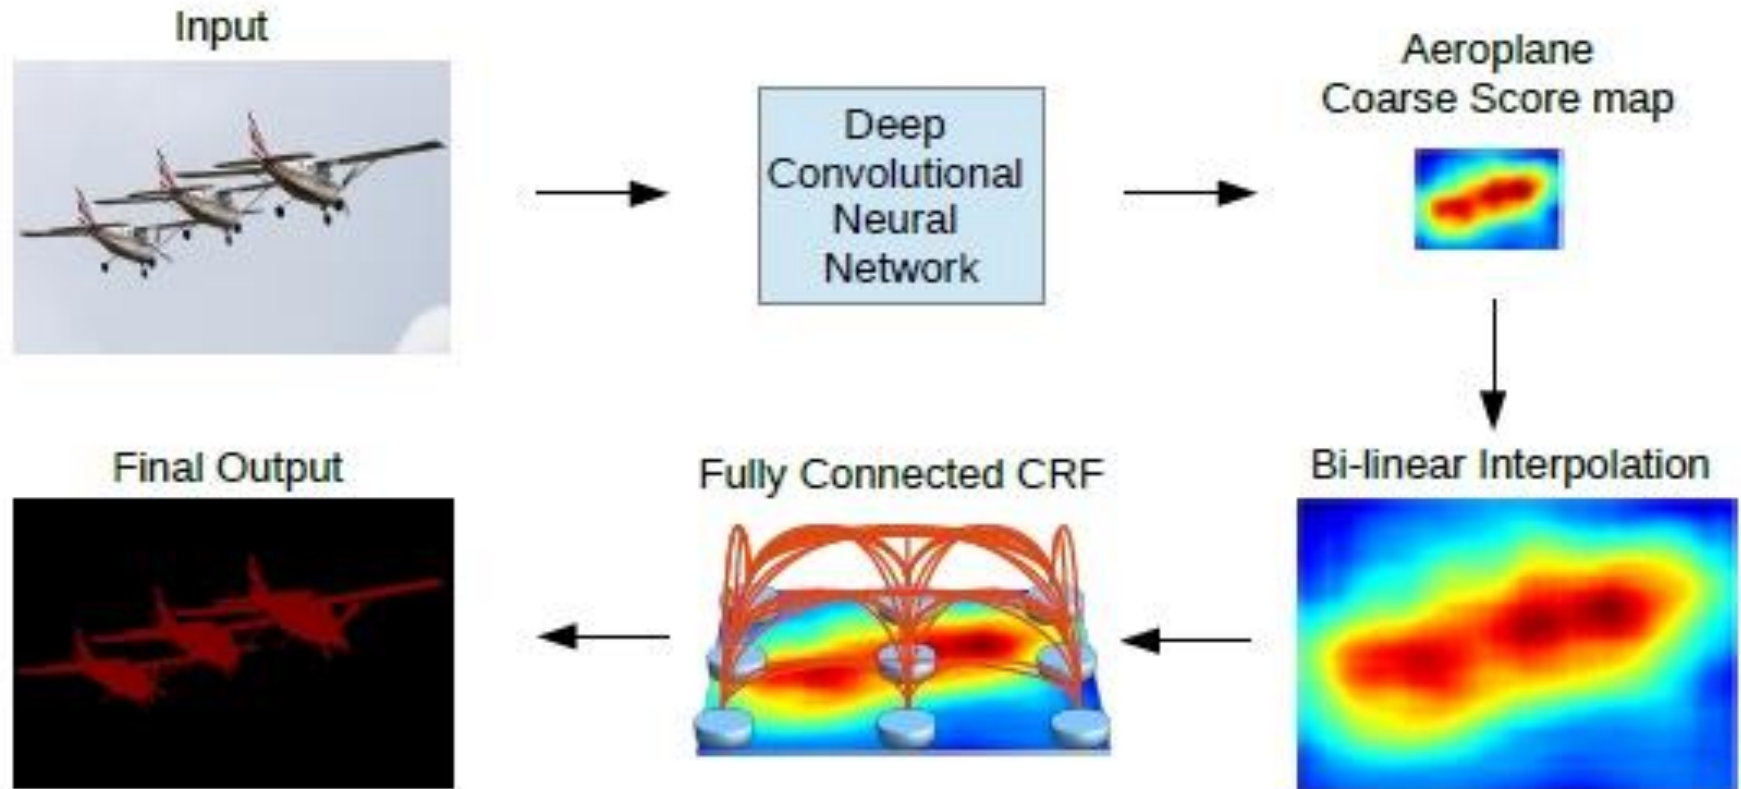 Input
Deep
Convolutional
Neural
Network
Aeroplane
Coarse Score map
Bi-linear Interpolation
Fully Connected CRF
Final Output